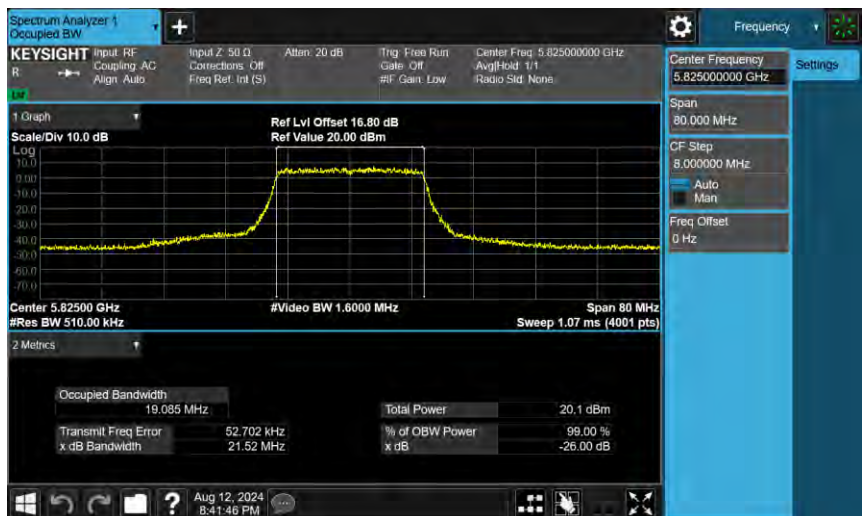 Spectrum Analyzer 1
Occupied BW
Frequency
KEYSIGHT
R
Input: RF
Coupling: AC
Align: Auto
Input Z: 50 Ω
Corrections: Off
Freq Ref: Int (S)
Atten: 20 dB
Trig: Free Run
Gate: Off
#IF Gain: Low
Center Freq: 5.825000000 GHz
Avg|Hold: 1/1
Radio Std: None
Center Frequency
5.825000000 GHz
Settings
Span
80.000 MHz
CF Step
8.000000 MHz
Auto
Man
Freq Offset
0 Hz
1 Graph
Scale/Div 10.0 dB
Ref Lvl Offset 16.80 dB
Ref Value 20.00 dBm
Log
10.0
0.00
-10.0
-20.0
-30.0
-40.0
-50.0
-60.0
-70.0
Center 5.82500 GHz
#Video BW 1.6000 MHz
Span 80 MHz
#Res BW 510.00 kHz
Sweep 1.07 ms (4001 pts)
2 Metrics
Occupied Bandwidth
19.085 MHz
Total Power
20.1 dBm
Transmit Freq Error
52.702 kHz
% of OBW Power
99.00 %
x dB Bandwidth
21.52 MHz
x dB
-26.00 dB
?
Aug 12, 2024
8:41:46 PM